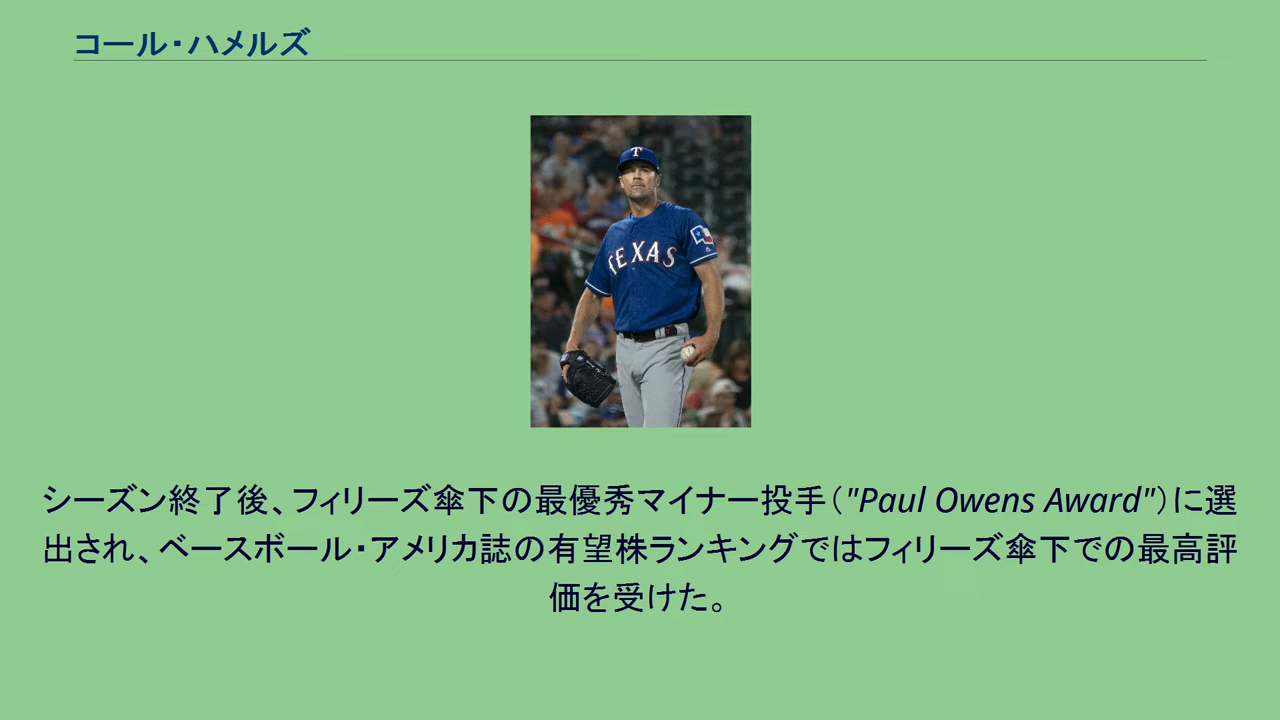 コール・ハメルズ
T
TEXAS
シーズン終了後、フィリーズ傘下の最優秀マイナー投手（"Paul Owens Award"）に選
出され、ベースボール・アメリカ誌の有望株ランキングではフィリーズ傘下での最高評
価を受けた。